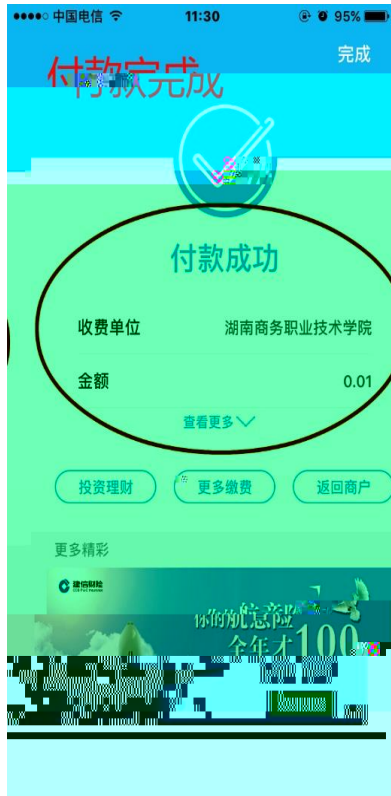 中国电信 11:30 95%
完成
付款完成
付款成功
收费单位 湖南商务职业技术学院
金额 0.01
查看更多
投资理财 更多缴费 返回商户
更多精彩
建信财险
你的航意险
全年才100